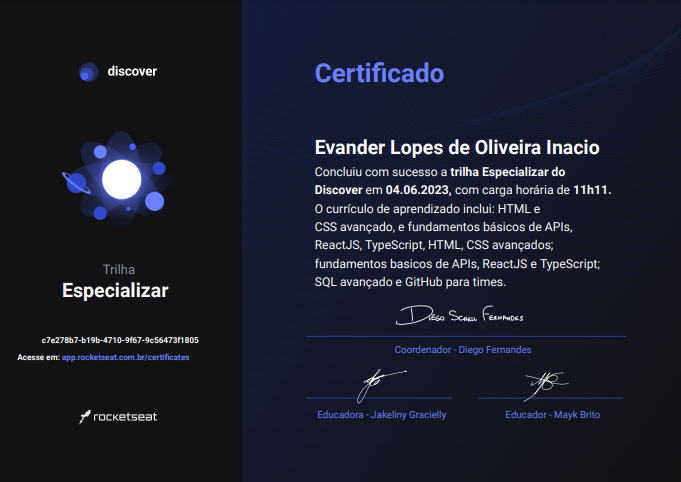 discover
Trilha
Especializar
c7e278b7-b19b-4710-9f67-9c56473f1805
Acesse em: app.rocketseat.com.br/certificates
rocketseat
Certificado
Evander Lopes de Oliveira Inacio
Concluiu com sucesso a trilha Especializar do
Discover em 04.06.2023, com carga horária de 11h11.
O currículo de aprendizado inclui: HTML e
CSS avançado, e fundamentos básicos de APIs,
ReactJS, TypeScript, HTML, CSS avançados;
fundamentos basicos de APIs, ReactJS e TypeScript;
SQL avançado e GitHub para times.
Coordenador - Diego Fernandes
Educadora - Jakeliny Gracielly
Educador - Mayk Brito